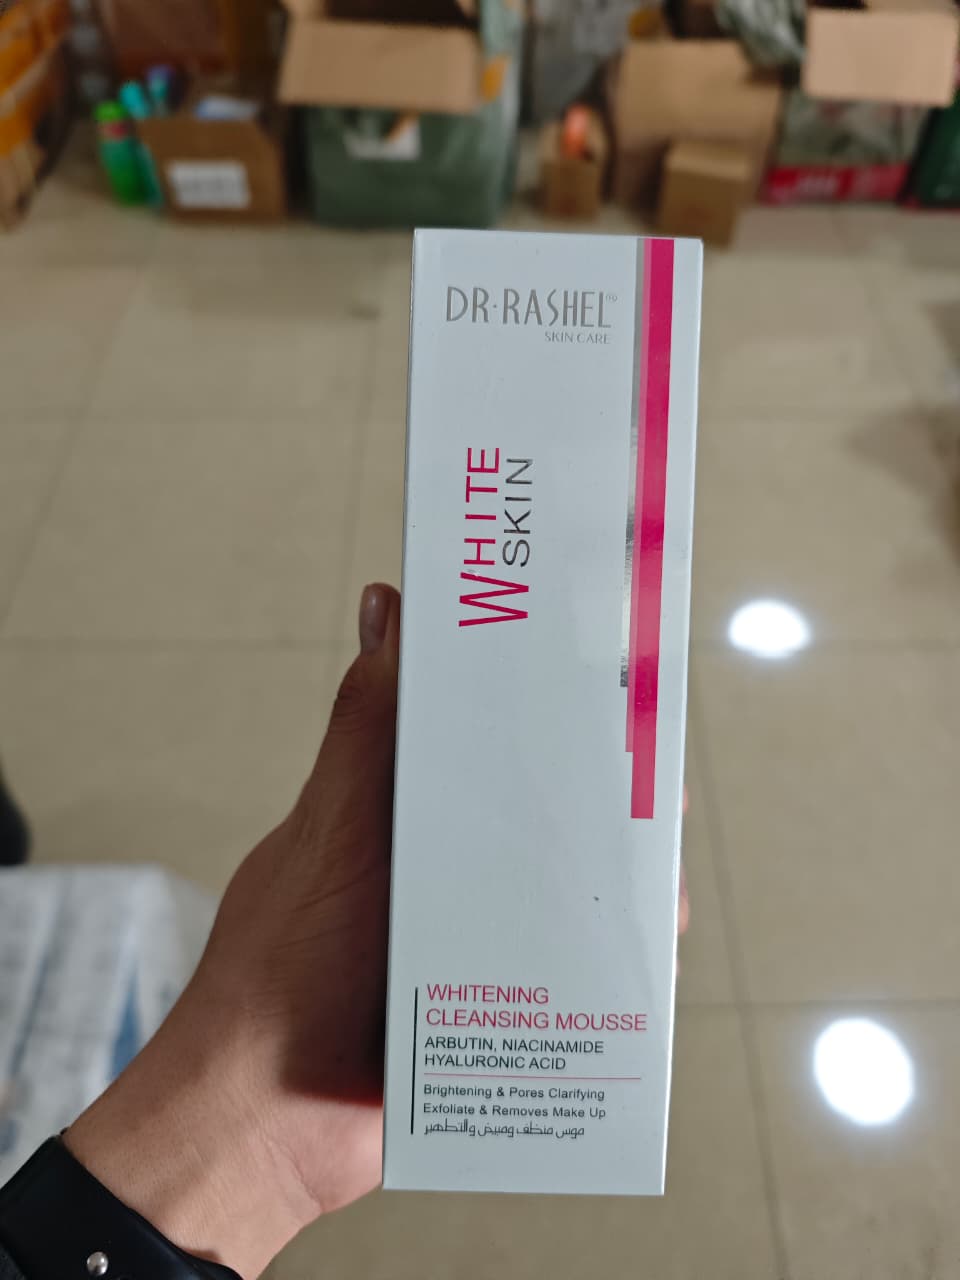 DR·RASHEL
SKIN CARE
WHITE
SKIN
WHITENING
CLEANSING MOUSSE
ARBUTIN, NIACINAMIDE
HYALURONIC ACID
Brightening & Pores Clarifying
Exfoliate & Removes Make Up
موس منظف ومبيض والتطهير